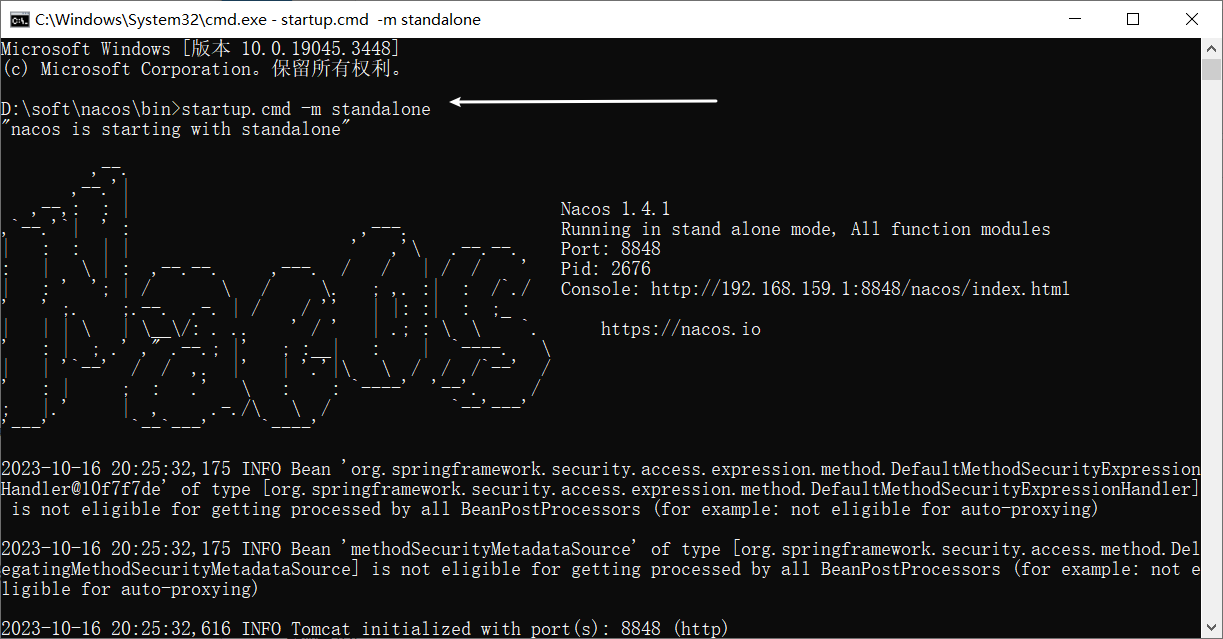 C:\Windows\System32\cmd.exe - startup.cmd  -m standalone
Microsoft Windows [版本 10.0.19045.3448]
(c) Microsoft Corporation。保留所有权利。
D:\soft\nacos\bin>startup.cmd -m standalone
"nacos is starting with standalone"
Nacos 1.4.1
Running in stand alone mode, All function modules
Port: 8848
Pid: 2676
Console: http://192.168.159.1:8848/nacos/index.html
https://nacos.io
2023-10-16 20:25:32,175 INFO Bean 'org.springframework.security.access.expression.method.DefaultMethodSecurityExpression
Handler@10f7f7de' of type [org.springframework.security.access.expression.method.DefaultMethodSecurityExpressionHandler]
 is not eligible for getting processed by all BeanPostProcessors (for example: not eligible for auto-proxying)
2023-10-16 20:25:32,175 INFO Bean 'methodSecurityMetadataSource' of type [org.springframework.security.access.method.Del
egatingMethodSecurityMetadataSource] is not eligible for getting processed by all BeanPostProcessors (for example: not e
ligible for auto-proxying)
2023-10-16 20:25:32,616 INFO Tomcat initialized with port(s): 8848 (http)